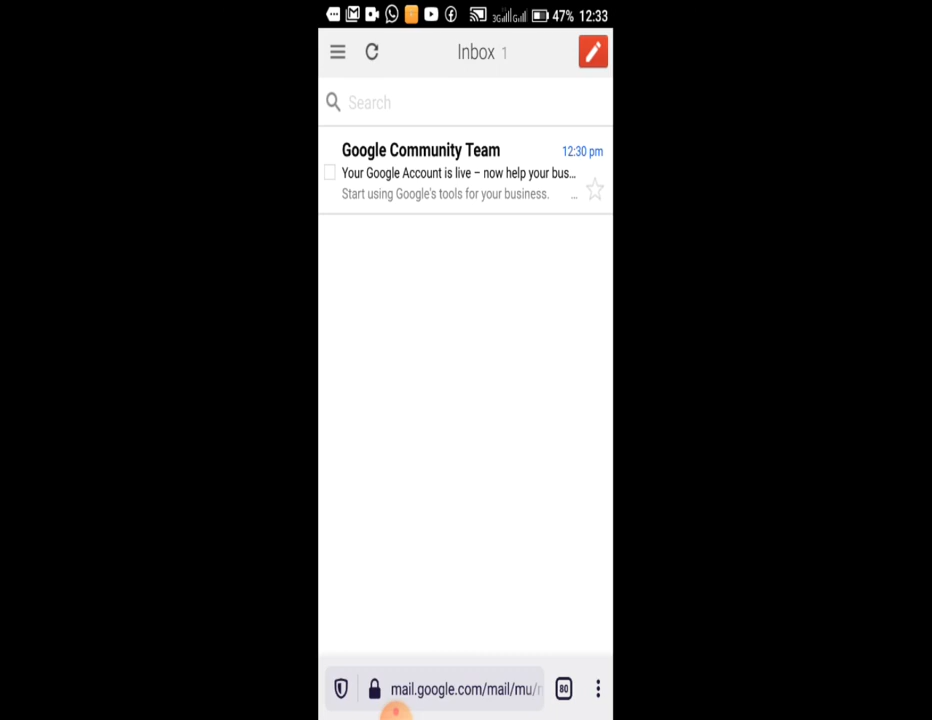 3G G 47% 12:33
Inbox 1
Search
Google Community Team 12:30 pm
Your Google Account is live – now help your bus...
Start using Google's tools for your business. ...
mail.google.com/mail/mu/
80